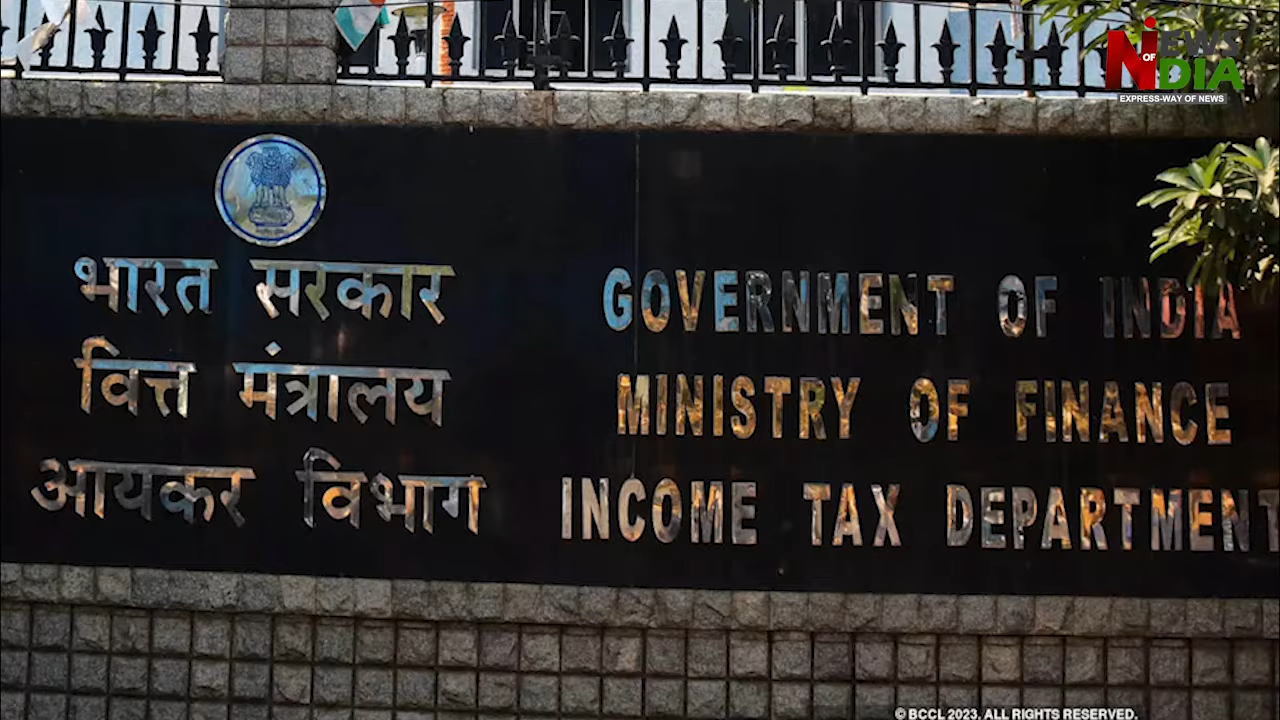 NEWS
OF
INDIA
EXPRESS-WAY OF NEWS
भारत सरकार
वित्त मंत्रालय
आयकर विभाग
GOVERNMENT OF INDIA
MINISTRY OF FINANCE
INCOME TAX DEPARTMENT
© BCCL 2023. ALL RIGHTS RESERVED.